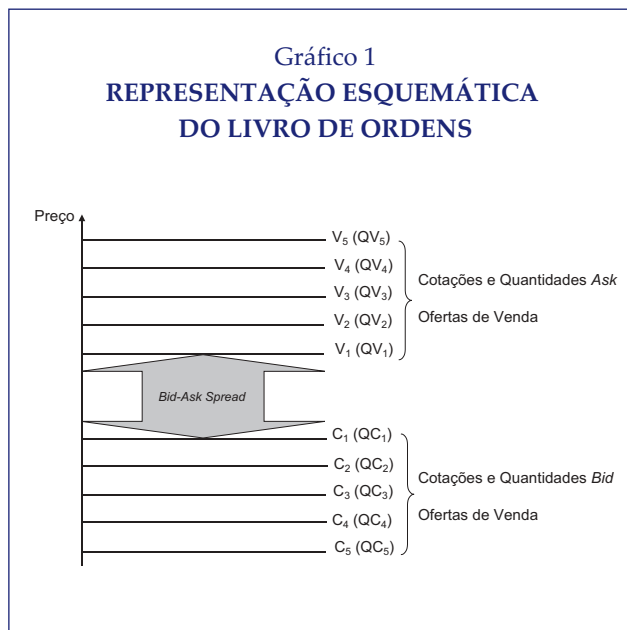 Gráfico 1
REPRESENTAÇÃO ESQUEMÁTICA
DO LIVRO DE ORDENS
Preço
V₅ (QV₅)
V₄ (QV₄)
V₃ (QV₃)
V₂ (QV₂)
V₁ (QV₁)
Cotações e Quantidades Ask
Ofertas de Venda
Bid-Ask Spread
C₁ (QC₁)
C₂ (QC₂)
C₃ (QC₃)
C₄ (QC₄)
C₅ (QC₅)
Cotações e Quantidades Bid
Ofertas de Venda